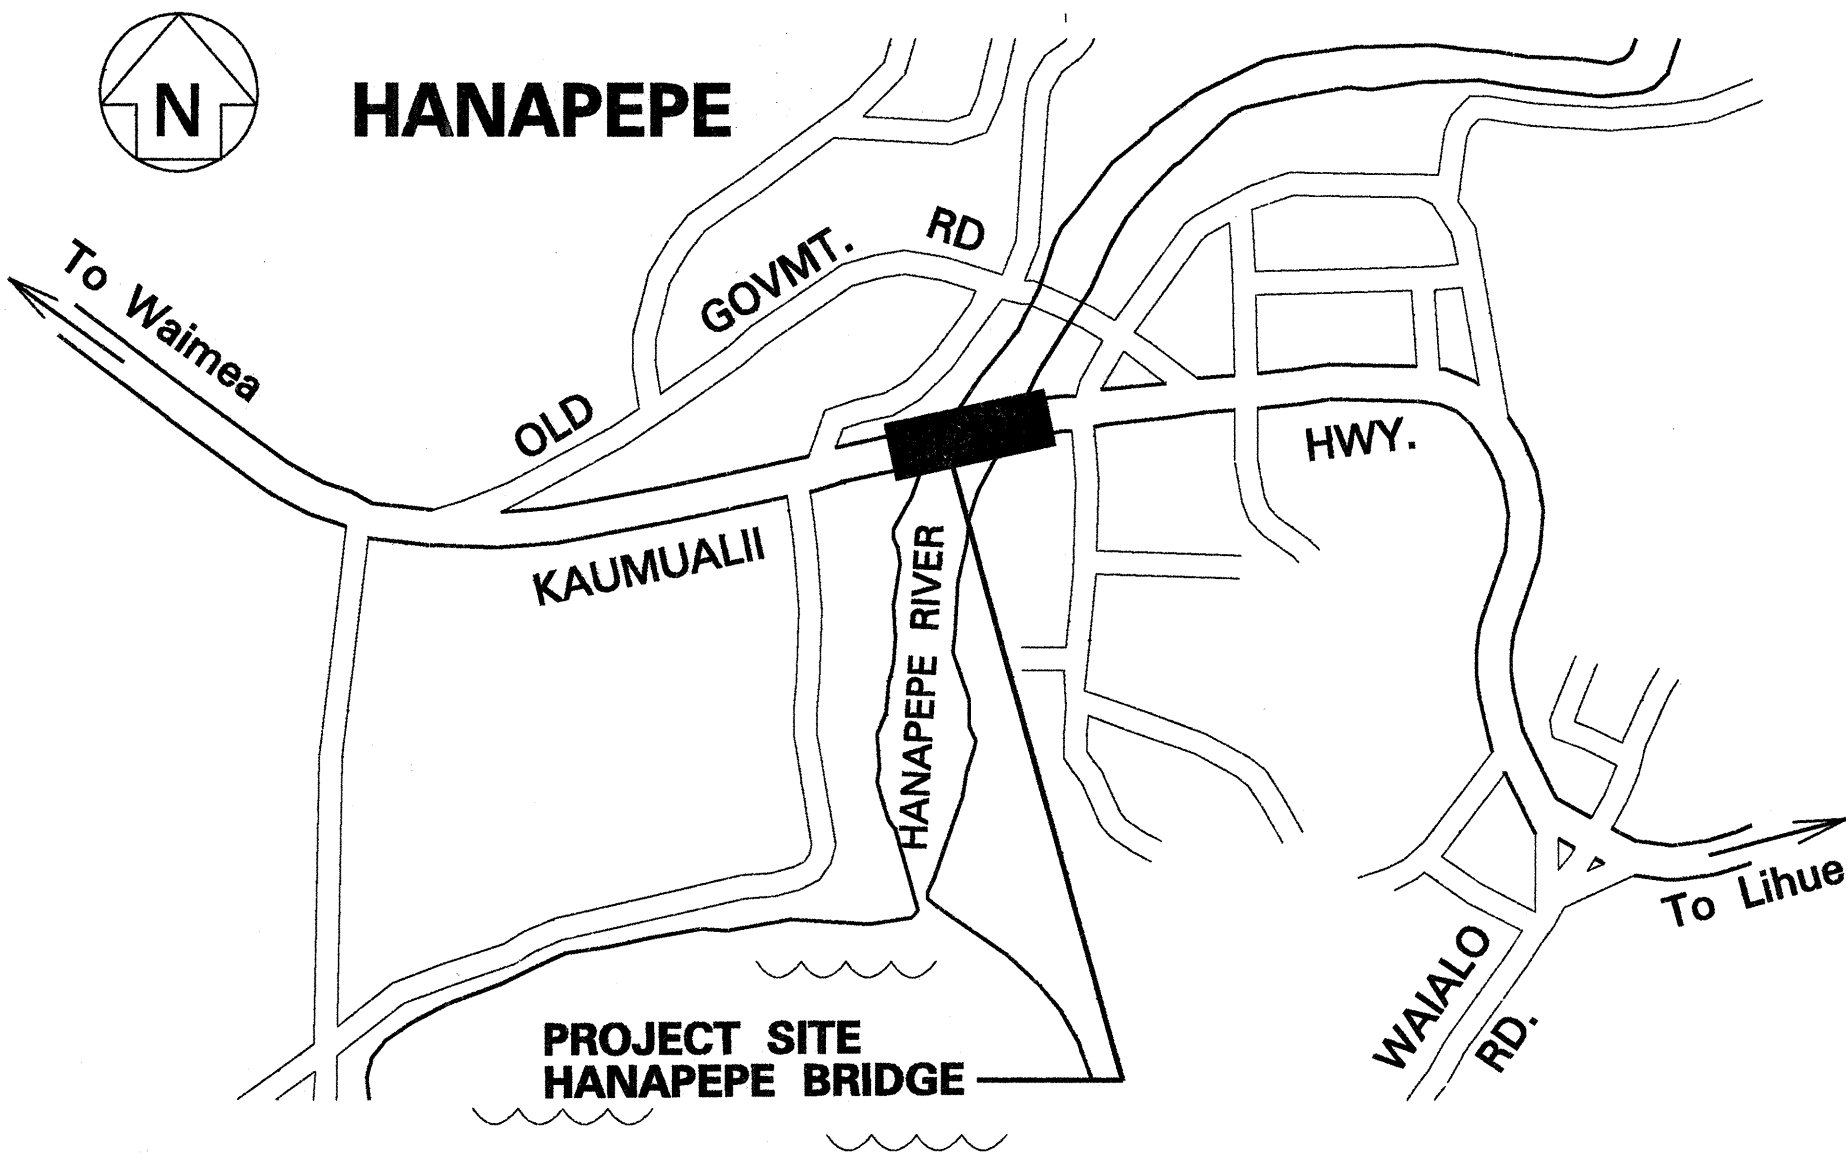 N
HANAPEPE
To Waimea
OLD GOVMT. RD
KAUMUALII HWY.
HANAPEPE RIVER
To Lihue
WAIALO RD.
PROJECT SITE
HANAPEPE BRIDGE